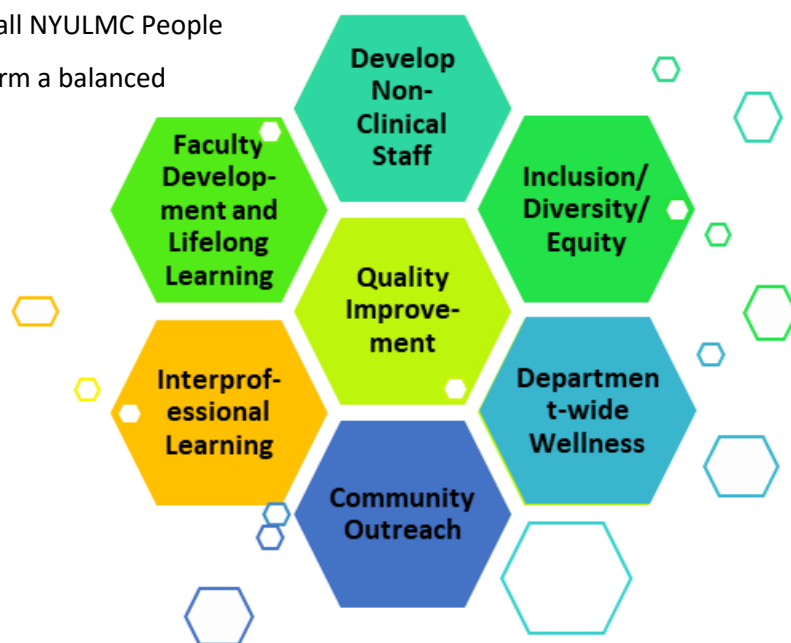 all NYULMC People
rm a balanced
Develop
Non-
Clinical
Staff
Faculty
Develop-
ment and
Lifelong
Learning
Inclusion/
Diversity/
Equity
Quality
Improve-
ment
Interprof-
essional
Learning
Departmen
t-wide
Wellness
Community
Outreach